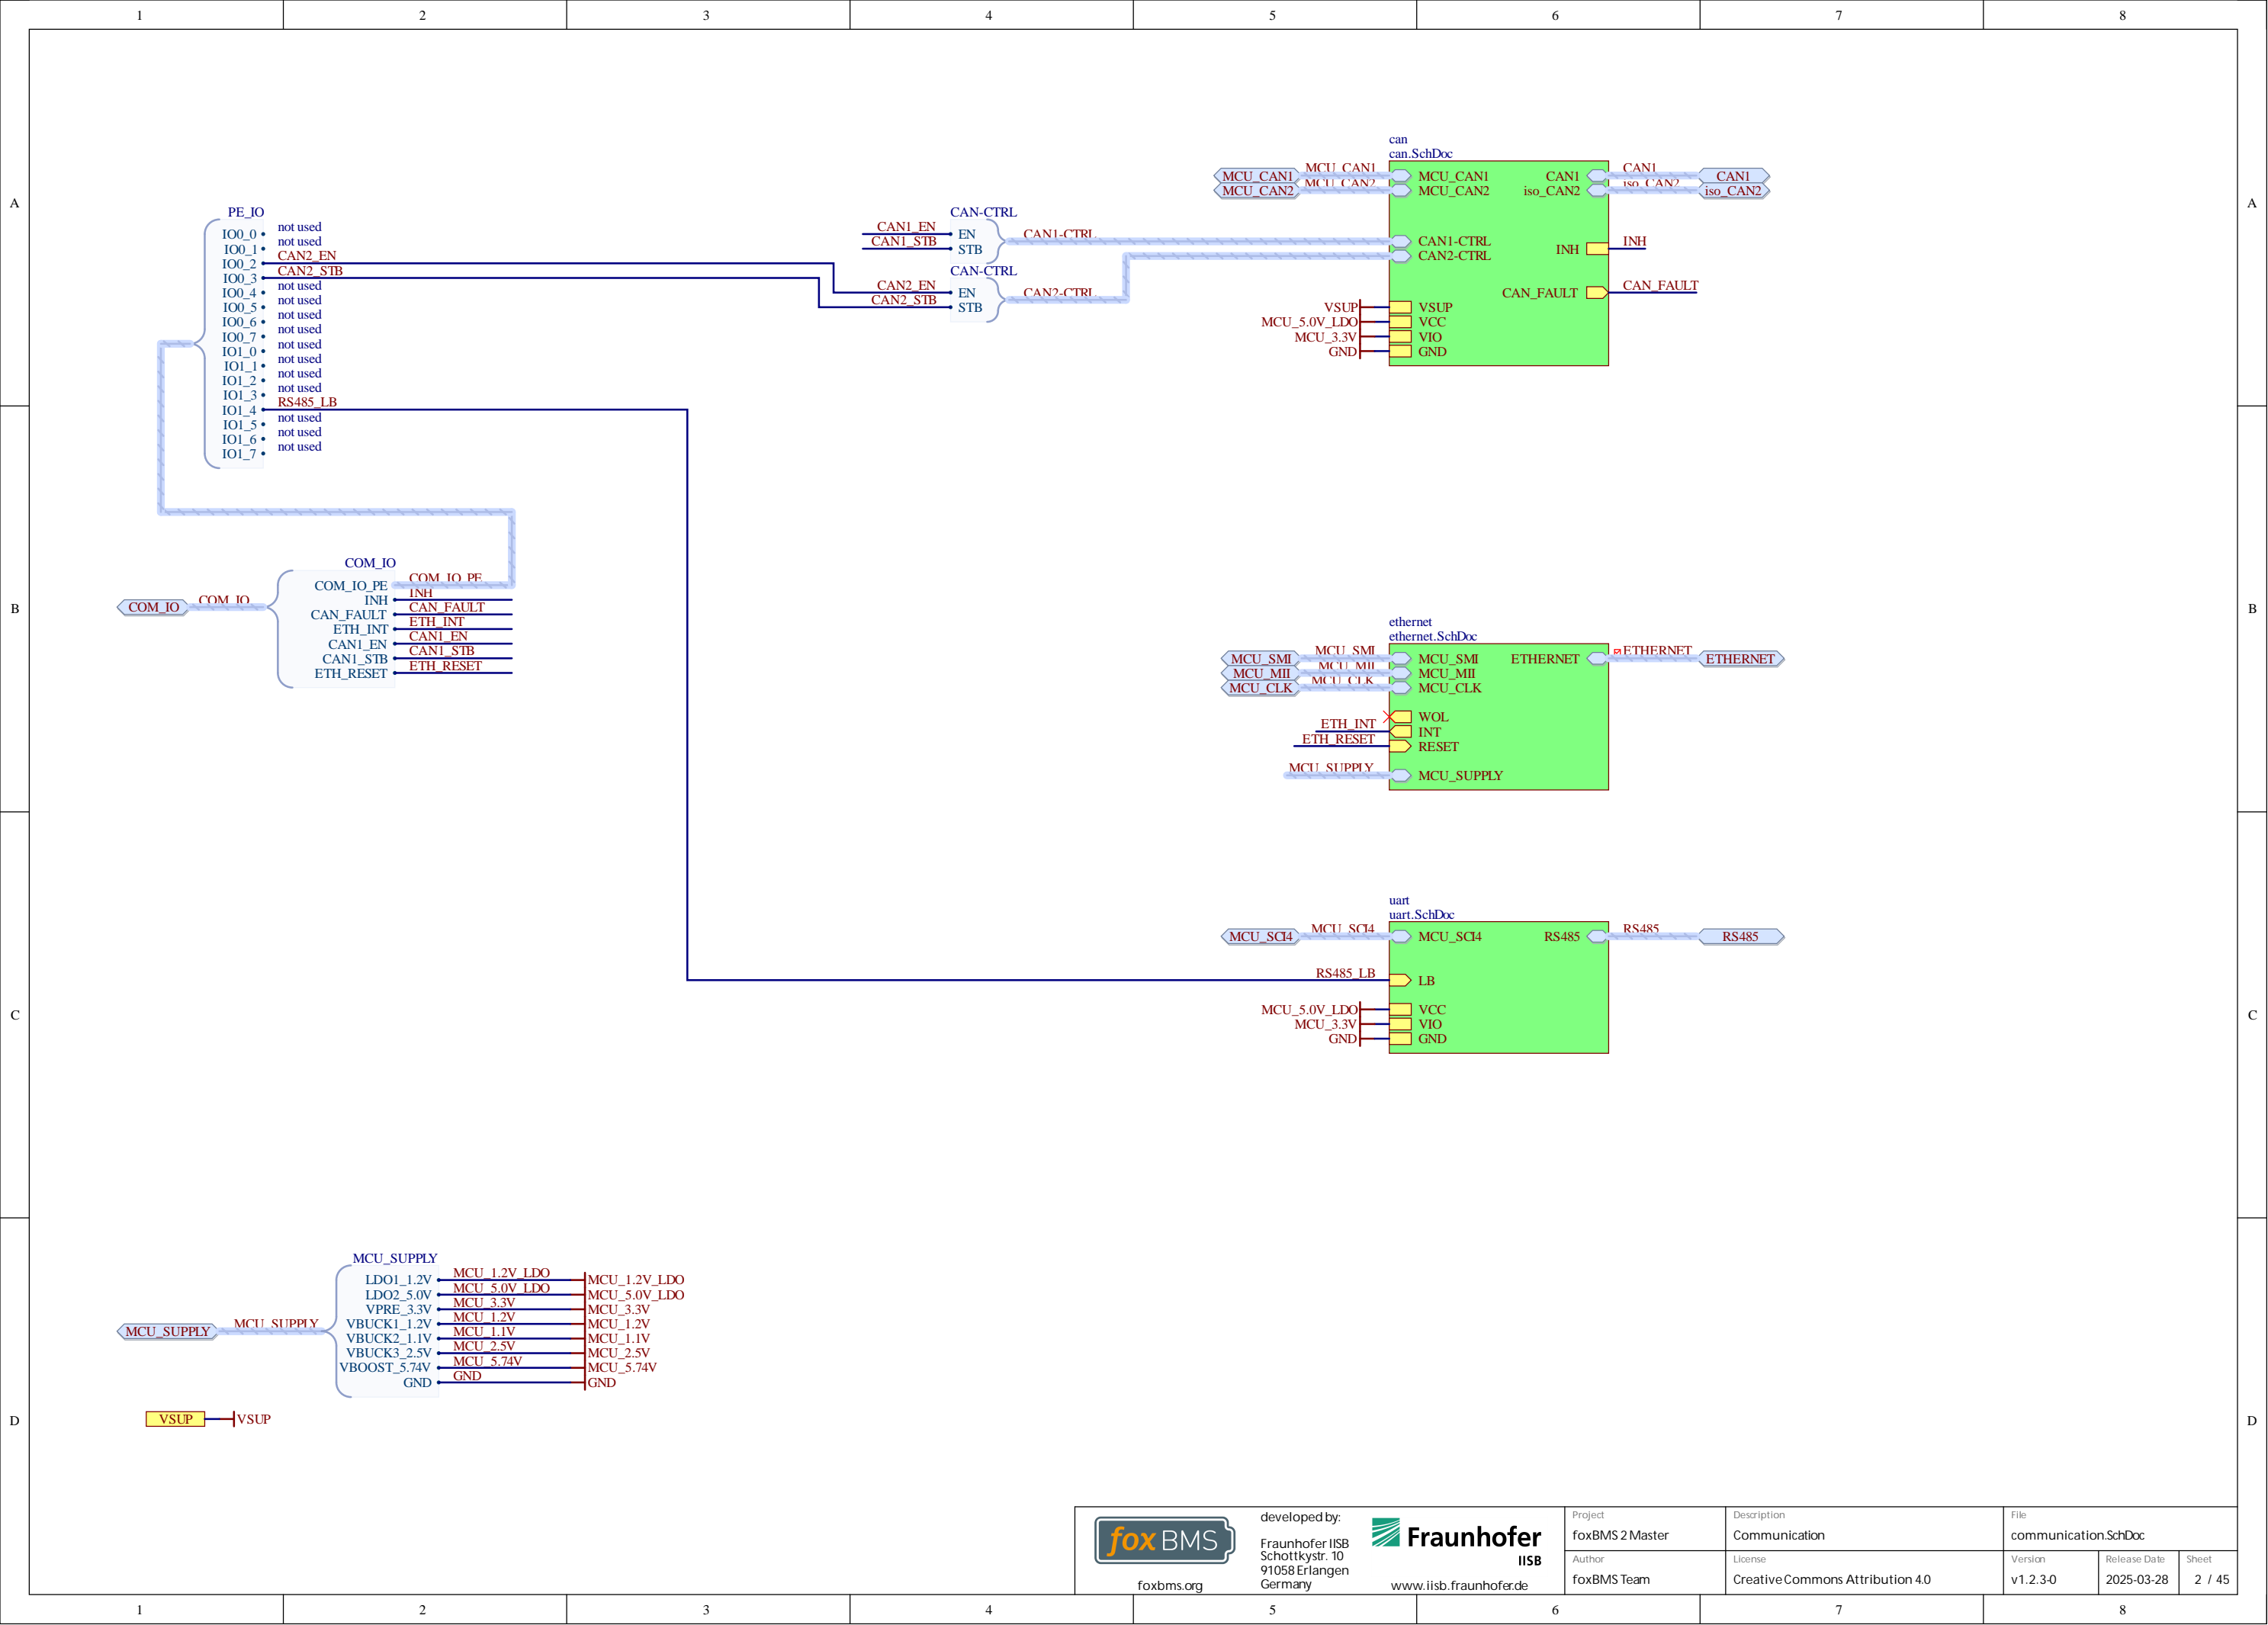 1 2 3 4 5 6 7 8
A
A
B
B
C
C
D
D
can
can.SchDoc
MCU_CAN1 MCU_CAN1 MCU_CAN1 CAN1 CAN1 CAN1
MCU_CAN2 MCU_CAN2 MCU_CAN2 iso_CAN2 iso_CAN2 iso_CAN2
CAN1-CTRL
CAN2-CTRL
INH INH
CAN_FAULT CAN_FAULT
VSUP VSUP
MCU_5.0V_LDO VCC
MCU_3.3V VIO
GND GND
PE_IO
IO0_0 not used
IO0_1 not used
IO0_2 CAN2_EN
IO0_3 CAN2_STB
IO0_4 not used
IO0_5 not used
IO0_6 not used
IO0_7 not used
IO1_0 not used
IO1_1 not used
IO1_2 not used
IO1_3 not used
IO1_4 RS485_LB
IO1_5 not used
IO1_6 not used
IO1_7 not used
CAN-CTRL
CAN1_EN EN CAN1-CTRL
CAN1_STB STB
CAN-CTRL
CAN2_EN EN CAN2-CTRL
CAN2_STB STB
COM_IO
COM_IO COM_IO
COM_IO_PE COM_IO_PE
INH INH
CAN_FAULT CAN_FAULT
ETH_INT ETH_INT
CAN1_EN CAN1_EN
CAN1_STB CAN1_STB
ETH_RESET ETH_RESET
ethernet
ethernet.SchDoc
MCU_SMI MCU_SMI MCU_SMI ETHERNET ETHERNET ETHERNET
MCU_MII MCU_MII MCU_MII
MCU_CLK MCU_CLK MCU_CLK
WOL
ETH_INT INT
ETH_RESET RESET
MCU_SUPPLY MCU_SUPPLY
uart
uart.SchDoc
MCU_SCI4 MCU_SCI4 MCU_SCI4 RS485 RS485 RS485
RS485_LB LB
MCU_5.0V_LDO VCC
MCU_3.3V VIO
GND GND
MCU_SUPPLY
MCU_SUPPLY MCU_SUPPLY
LDO1_1.2V MCU_1.2V_LDO MCU_1.2V_LDO
LDO2_5.0V MCU_5.0V_LDO MCU_5.0V_LDO
VPRE_3.3V MCU_3.3V MCU_3.3V
VBUCK1_1.2V MCU_1.2V MCU_1.2V
VBUCK2_1.1V MCU_1.1V MCU_1.1V
VBUCK3_2.5V MCU_2.5V MCU_2.5V
VBOOST_5.74V MCU_5.74V MCU_5.74V
GND GND GND
VSUP VSUP
fox BMS
foxbms.org
developed by:
Fraunhofer IISB
Schottkystr. 10
91058 Erlangen
Germany
Fraunhofer
IISB
www.iisb.fraunhofer.de
Project
foxBMS 2 Master
Description
Communication
File
communication.SchDoc
Author
foxBMS Team
License
Creative Commons Attribution 4.0
Version
v1.2.3-0
Release Date
2025-03-28
Sheet
2 / 45
1 2 3 4 5 6 7 8